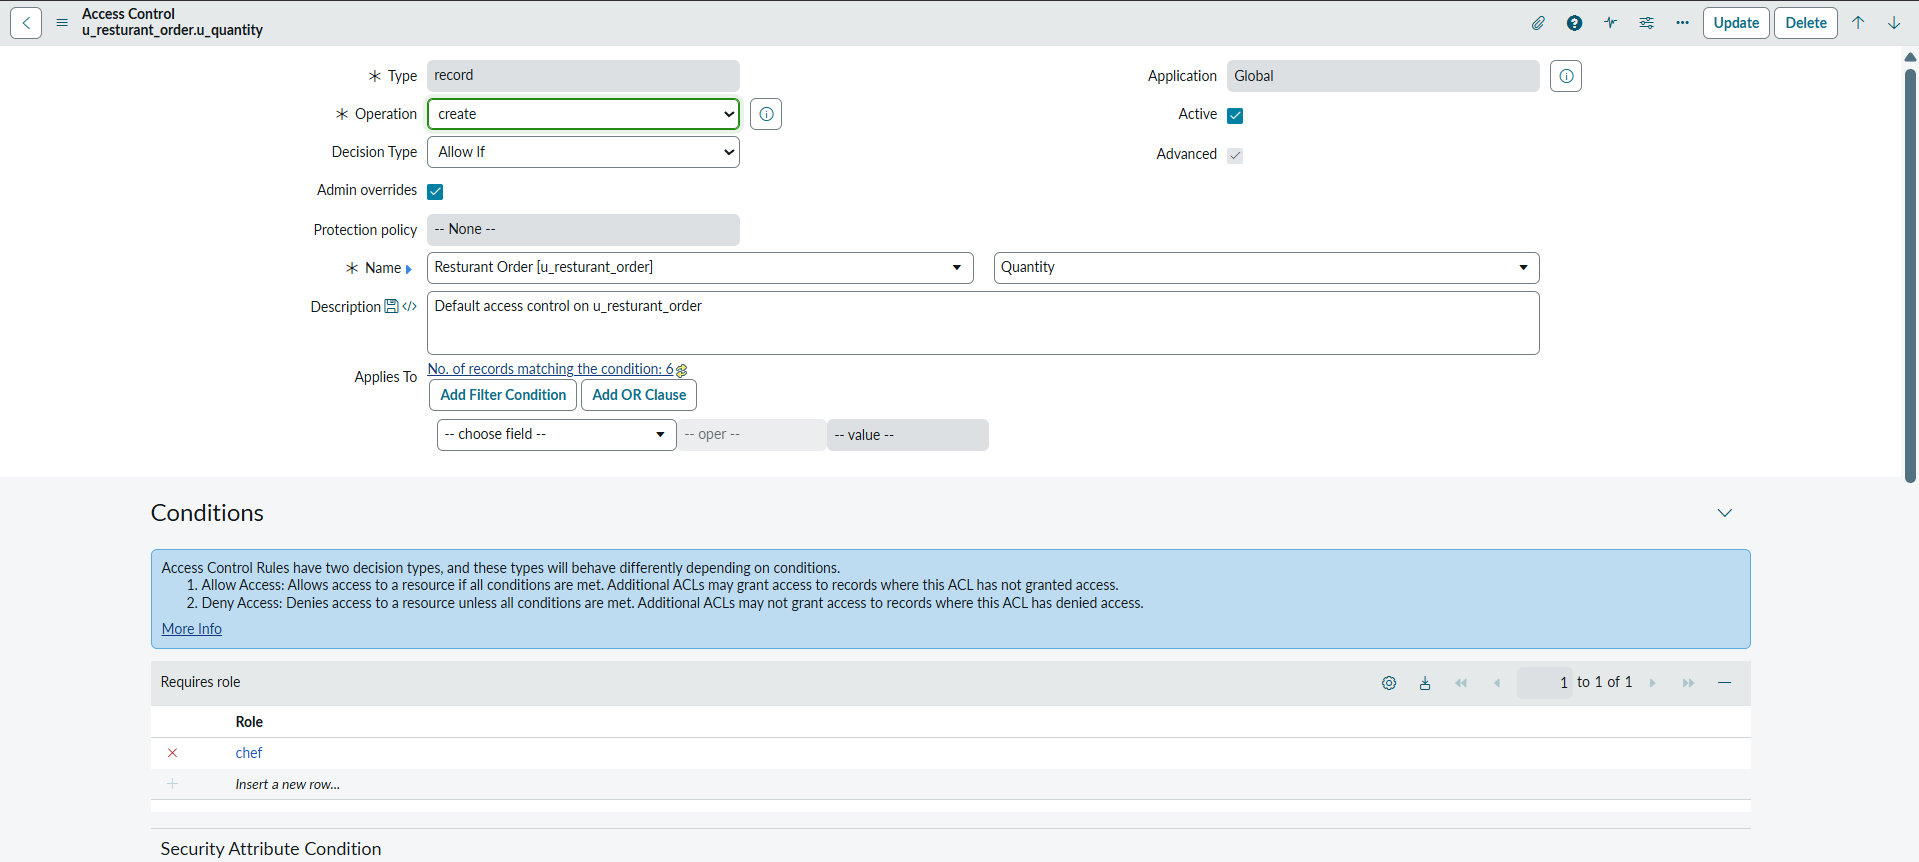 Access Control
u_resturant_order.u_quantity
Update
Delete
Type
record
Application
Global
Operation
create
Active
Decision Type
Allow If
Advanced
Admin overrides
Protection policy
-- None --
Name
Resturant Order [u_resturant_order]
Quantity
Description
Default access control on u_resturant_order
Applies To
No. of records matching the condition: 6
Add Filter Condition
Add OR Clause
-- choose field --
-- oper --
-- value --
Conditions
Access Control Rules have two decision types, and these types will behave differently depending on conditions.
1. Allow Access: Allows access to a resource if all conditions are met. Additional ACLs may grant access to records where this ACL has not granted access.
2. Deny Access: Denies access to a resource unless all conditions are met. Additional ACLs may not grant access to records where this ACL has denied access.
More Info
Requires role
1 to 1 of 1
Role
chef
Insert a new row...
Security Attribute Condition